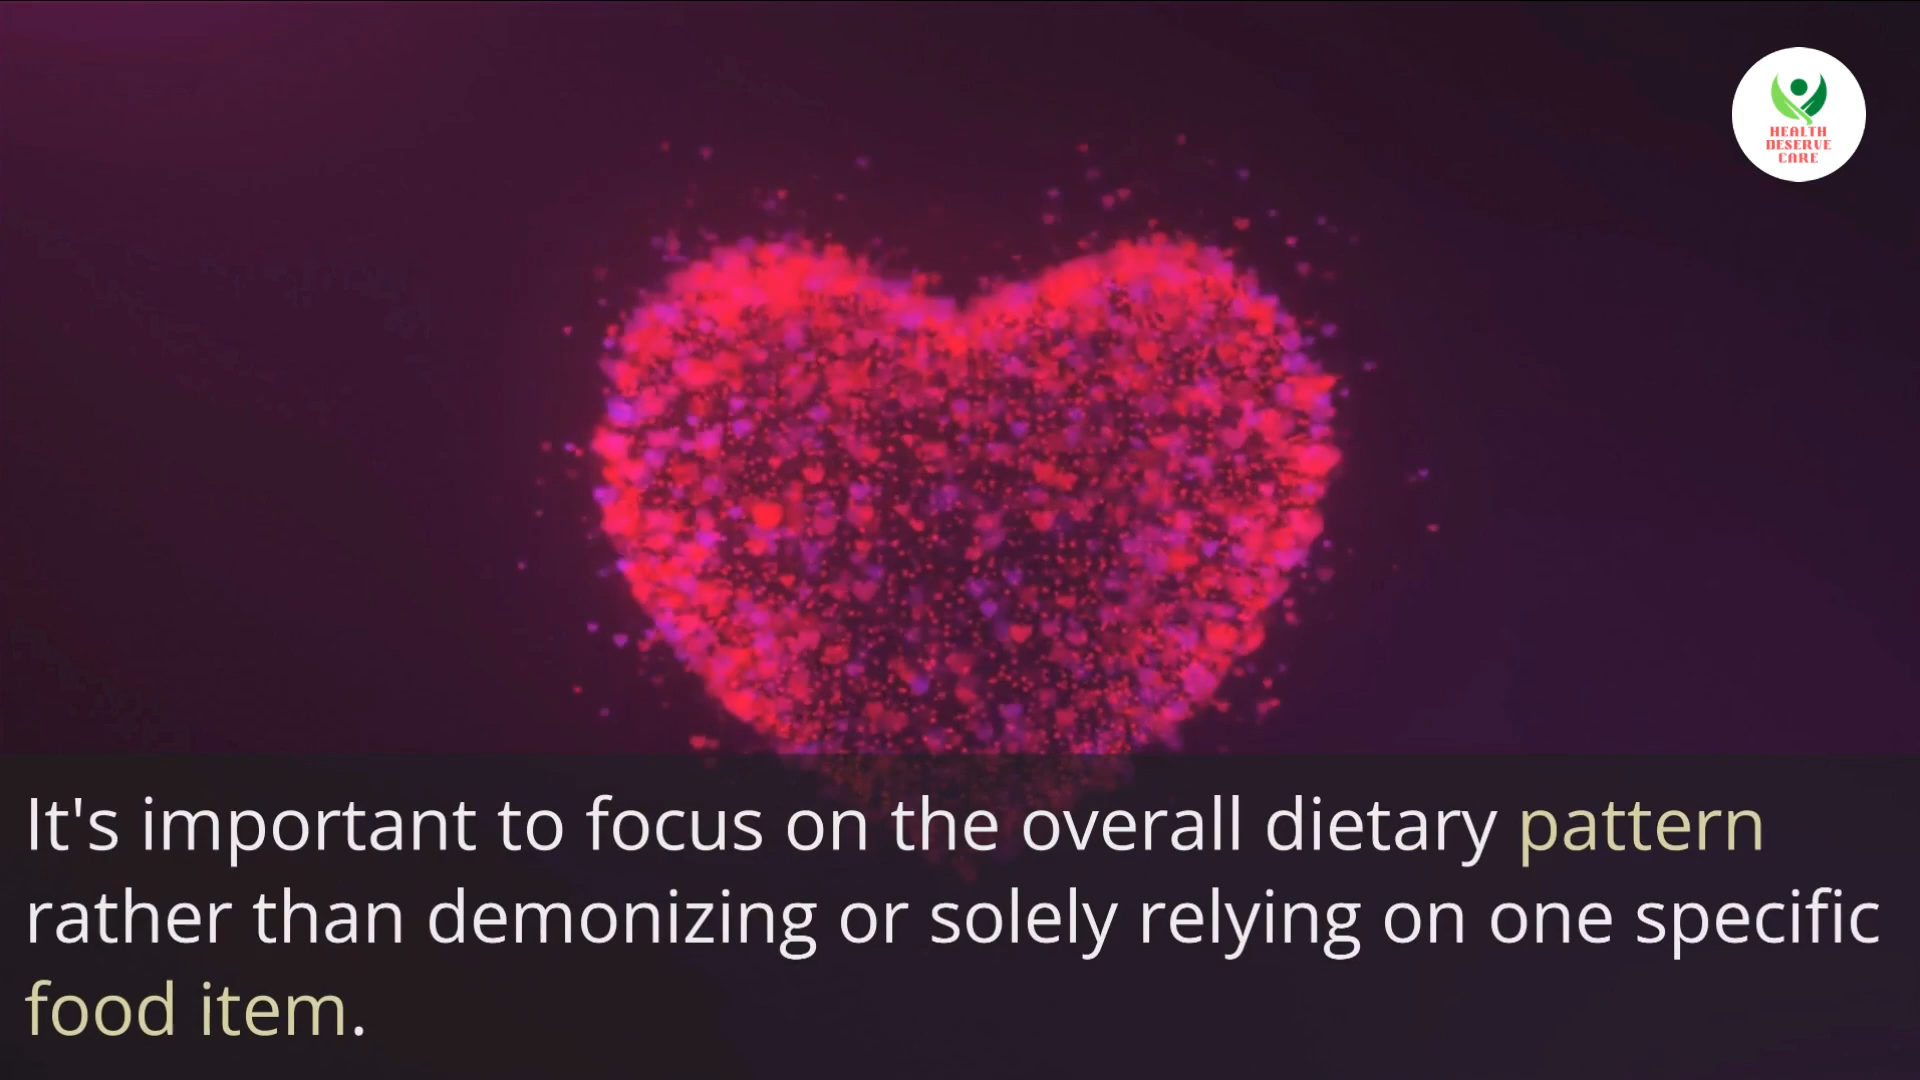 HEALTH
DESERVE
CARE
It's important to focus on the overall dietary pattern
rather than demonizing or solely relying on one specific
food item.